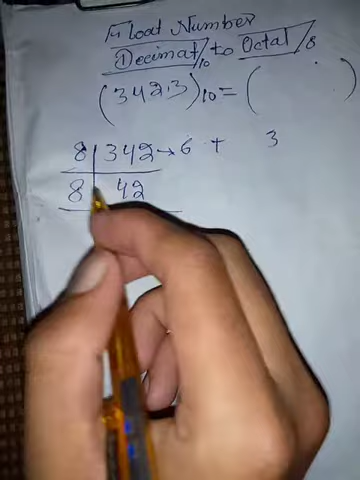 Float Number
Decimal/10 to Octal/8
(342.3)10 = ( . )
8 | 342 → 6 + 3
8 | 42